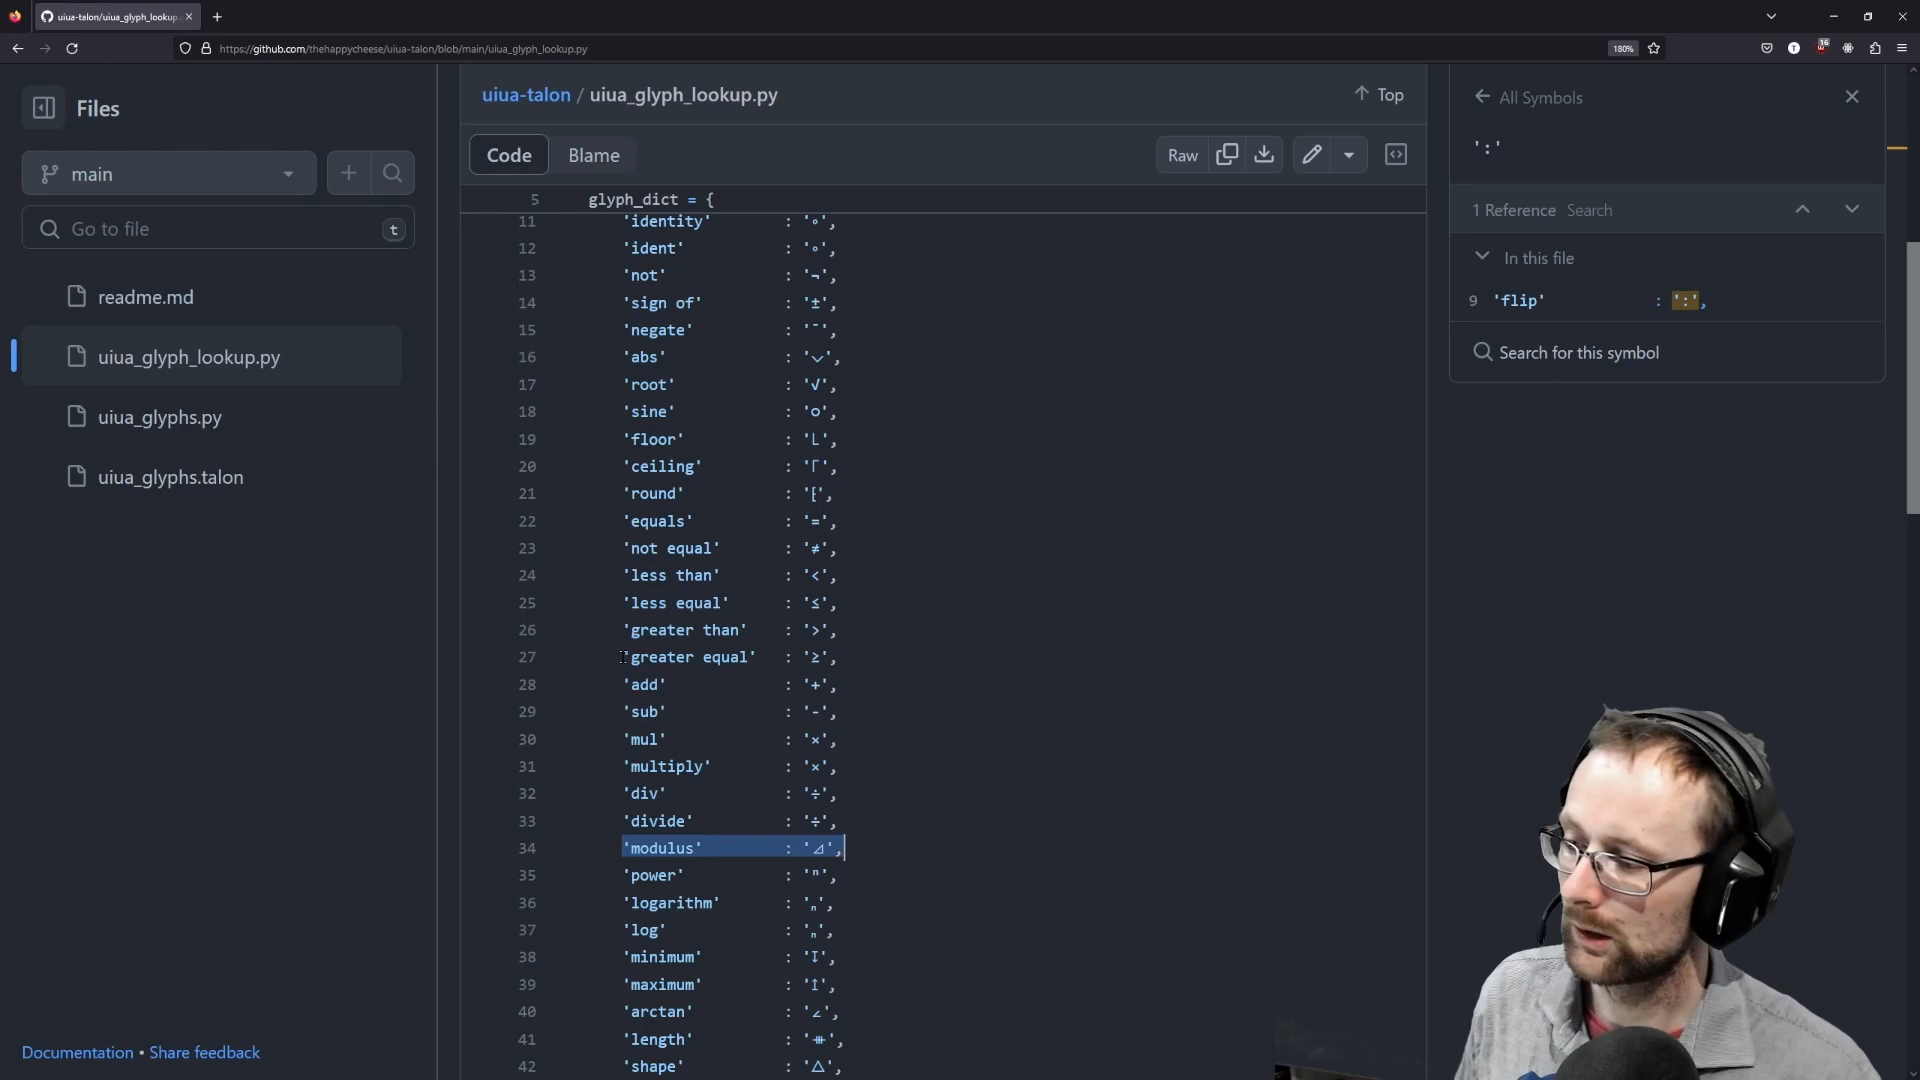 uiua-talon/uiua_glyph_lookup.
https://github.com/thehappycheese/uiua-talon/blob/main/uiua_glyph_lookup.py
180%
16
Files
main
Go to file
t
readme.md
uiua_glyph_lookup.py
uiua_glyphs.py
uiua_glyphs.talon
Documentation • Share feedback
uiua-talon / uiua_glyph_lookup.py
Top
Code
Blame
Raw
5 glyph_dict = {
11 'identity' : '∘',
12 'ident' : '∘',
13 'not' : '¬',
14 'sign of' : '±',
15 'negate' : '¯',
16 'abs' : '⌵',
17 'root' : '√',
18 'sine' : '○',
19 'floor' : '⌊',
20 'ceiling' : '⌈',
21 'round' : '⁅',
22 'equals' : '=',
23 'not equal' : '≠',
24 'less than' : '<',
25 'less equal' : '≤',
26 'greater than' : '>',
27 'greater equal' : '≥',
28 'add' : '+',
29 'sub' : '-',
30 'mul' : '×',
31 'multiply' : '×',
32 'div' : '÷',
33 'divide' : '÷',
34 'modulus' : '⊿',
35 'power' : 'ⁿ',
36 'logarithm' : 'ₙ',
37 'log' : 'ₙ',
38 'minimum' : '↧',
39 'maximum' : '↥',
40 'arctan' : '∠',
41 'length' : '⧻',
42 'shape' : '△',
All Symbols
':'
1 Reference Search
In this file
9 'flip' : ':',
Search for this symbol